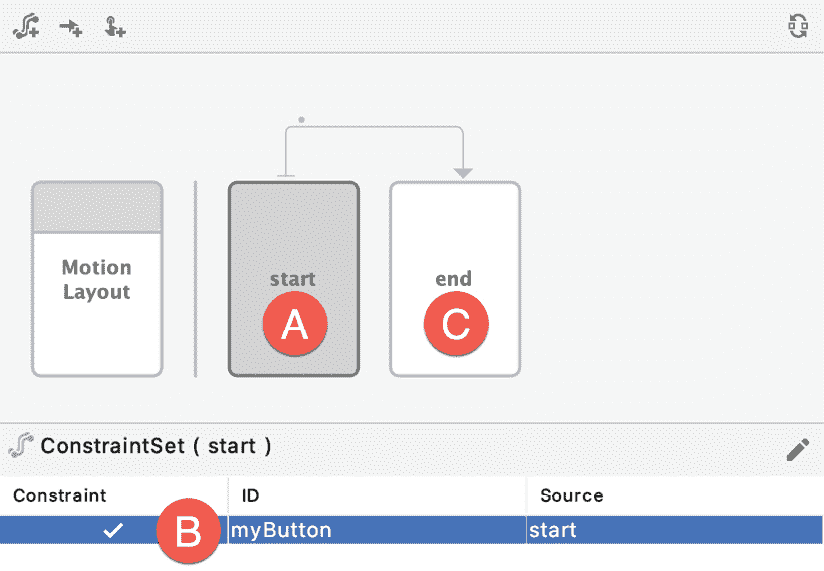 Motion
Layout
start
A
end
C
ConstraintSet ( start )
Constraint ID Source
B myButton start